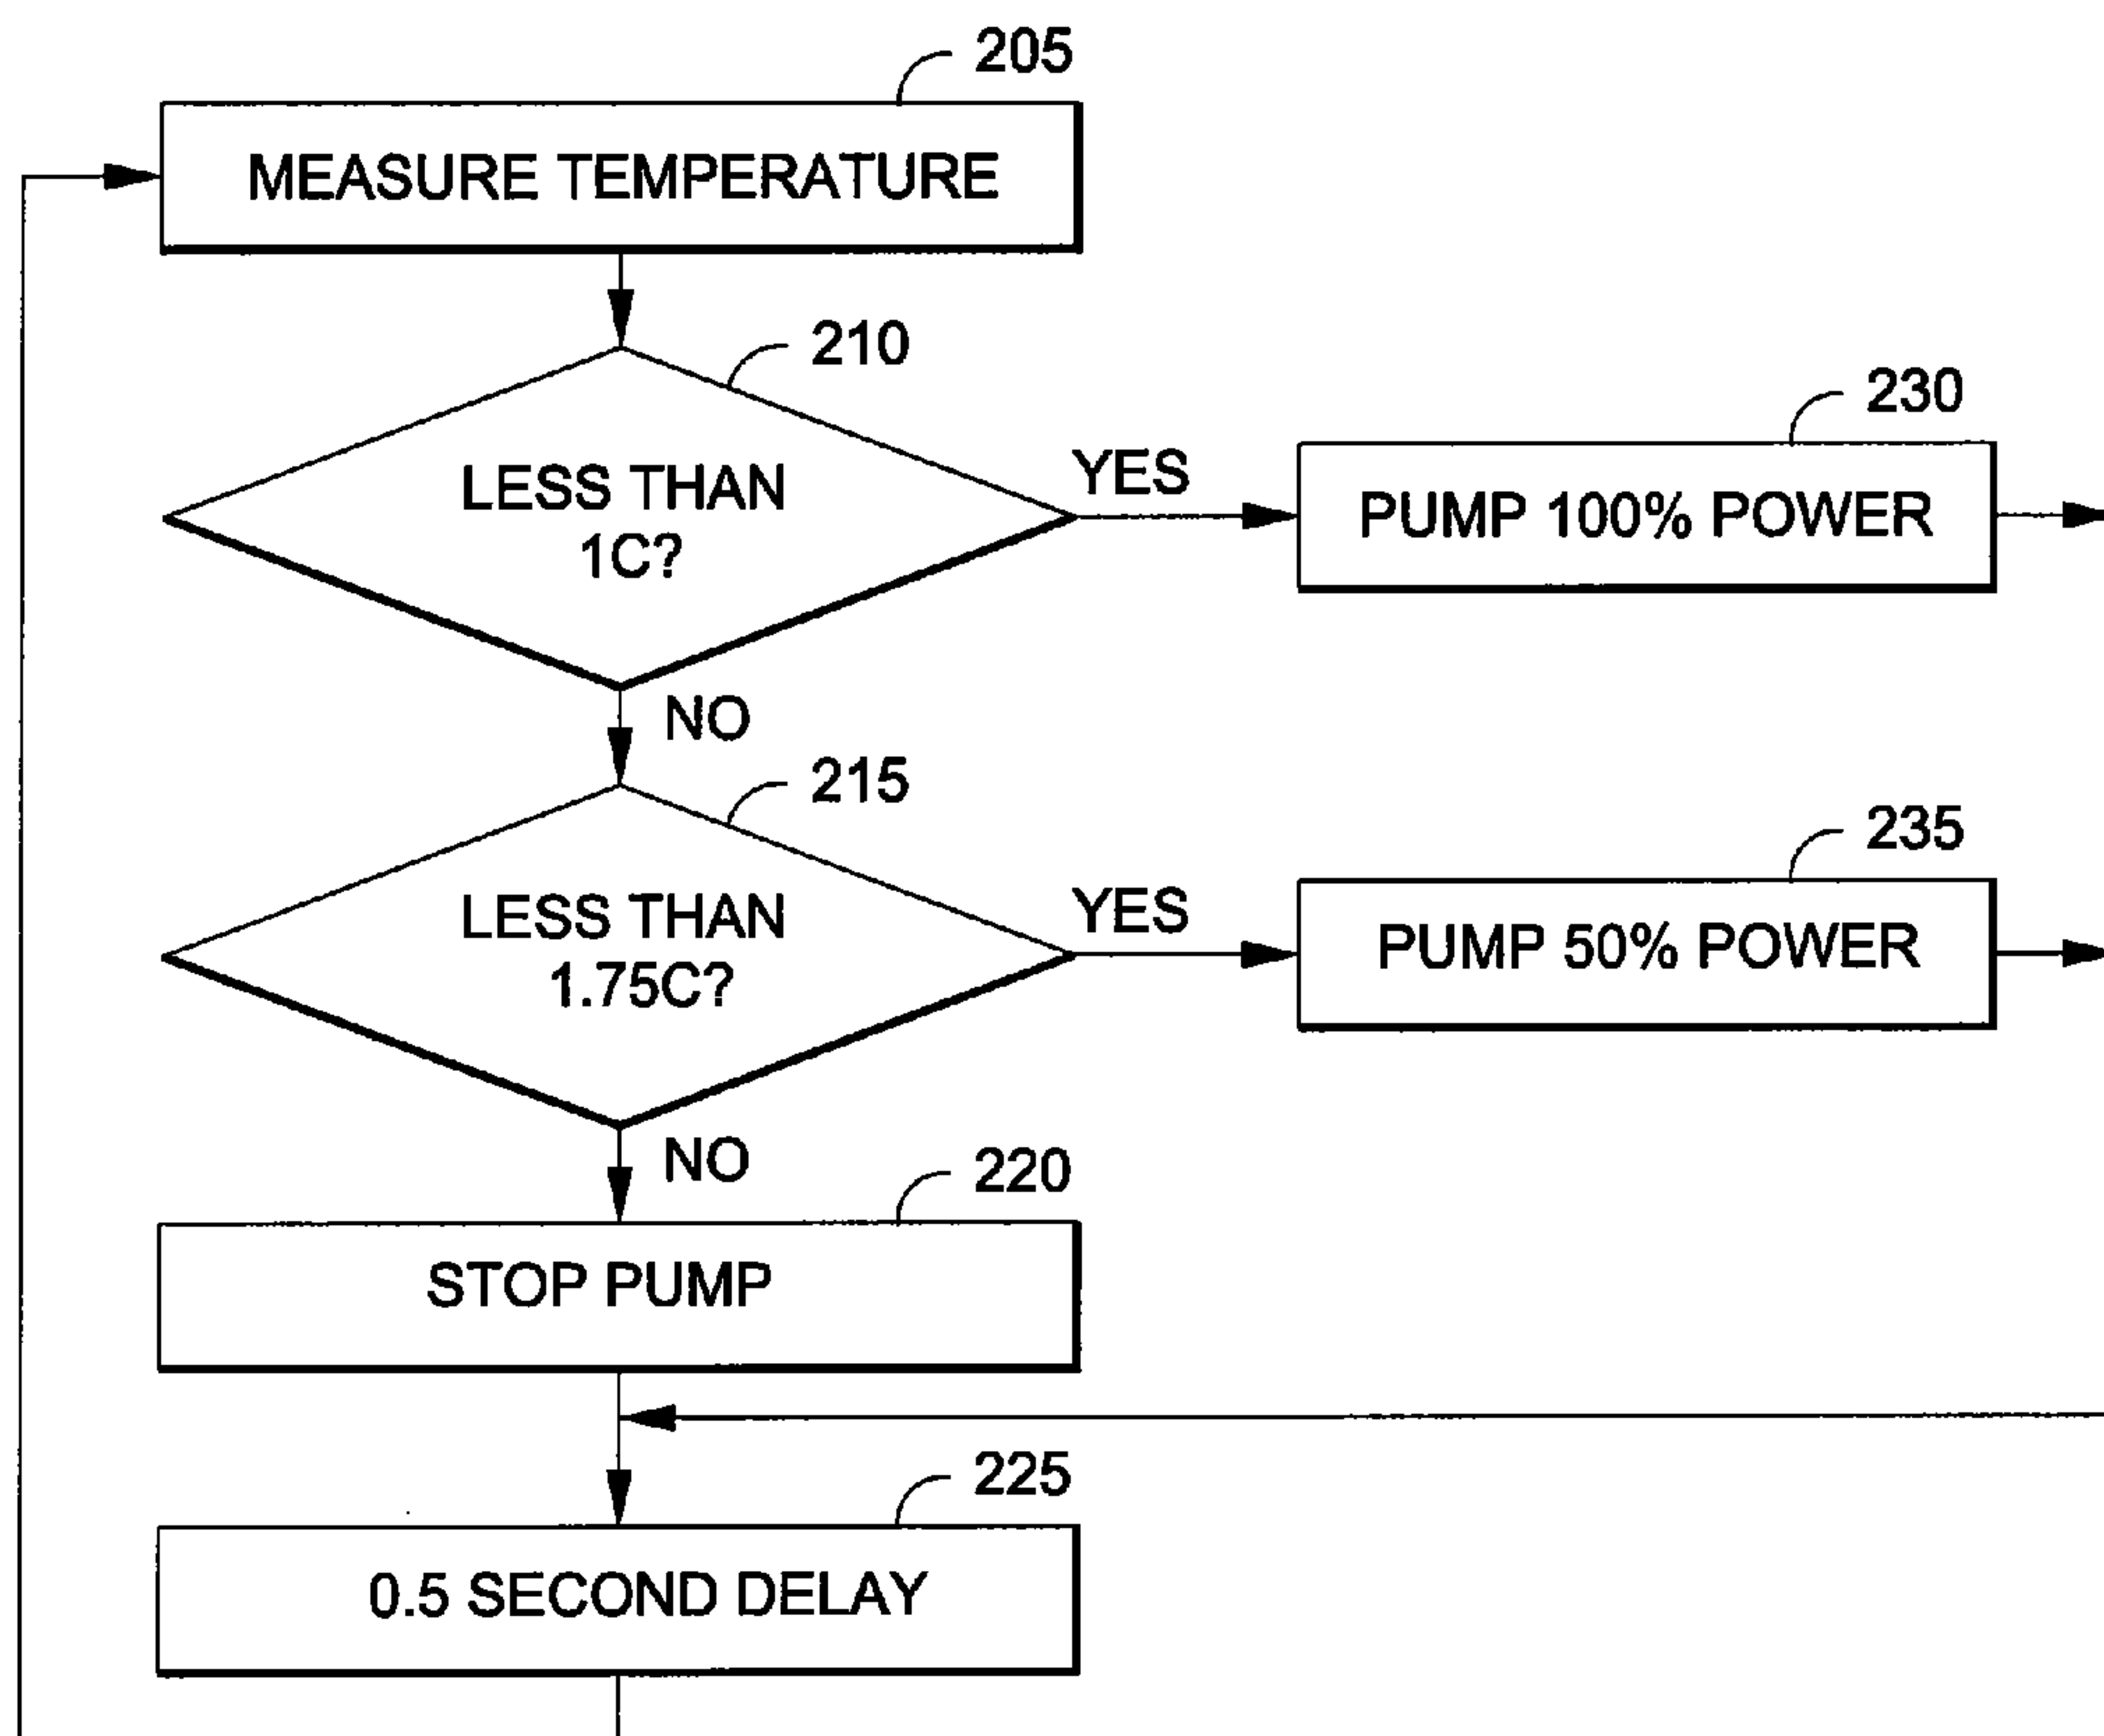 205
MEASURE TEMPERATURE
210
LESS THAN
1C?
YES
230
PUMP 100% POWER
NO
215
LESS THAN
1.75C?
YES
235
PUMP 50% POWER
NO
220
STOP PUMP
225
0.5 SECOND DELAY